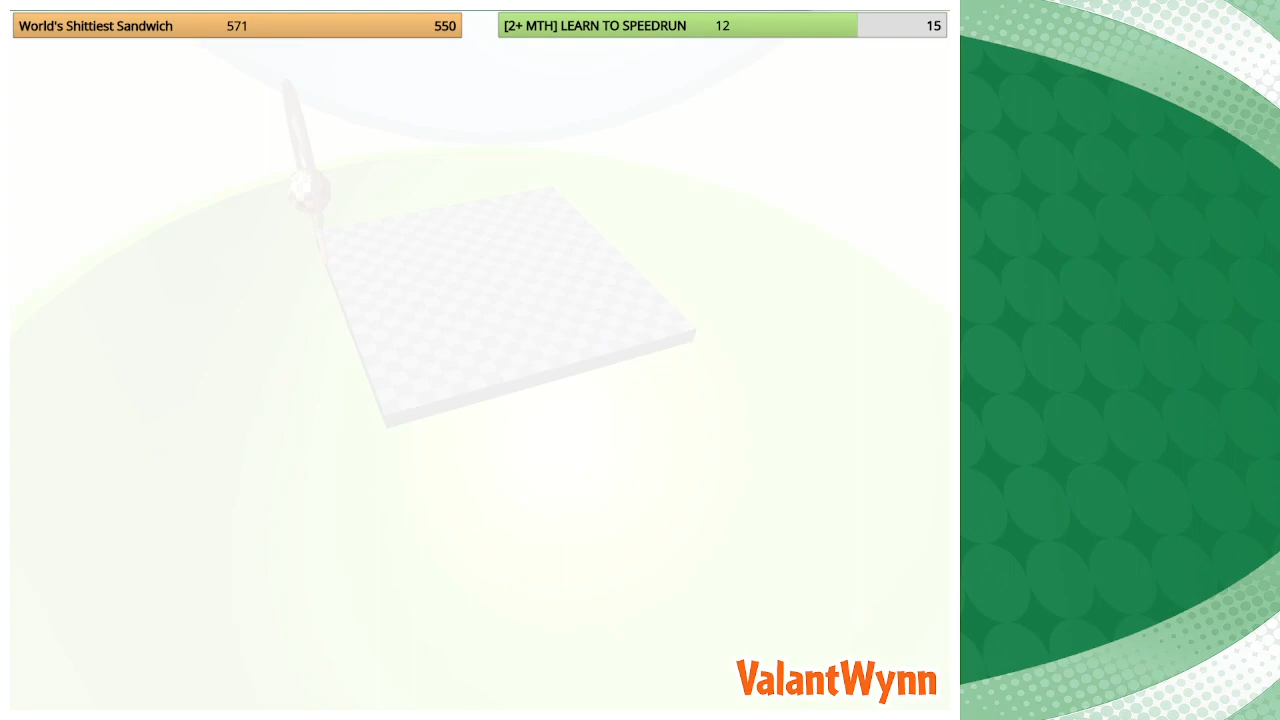 World's Shittiest Sandwich 571 550
[2+ MTH] LEARN TO SPEEDRUN 12 15
ValantWynn